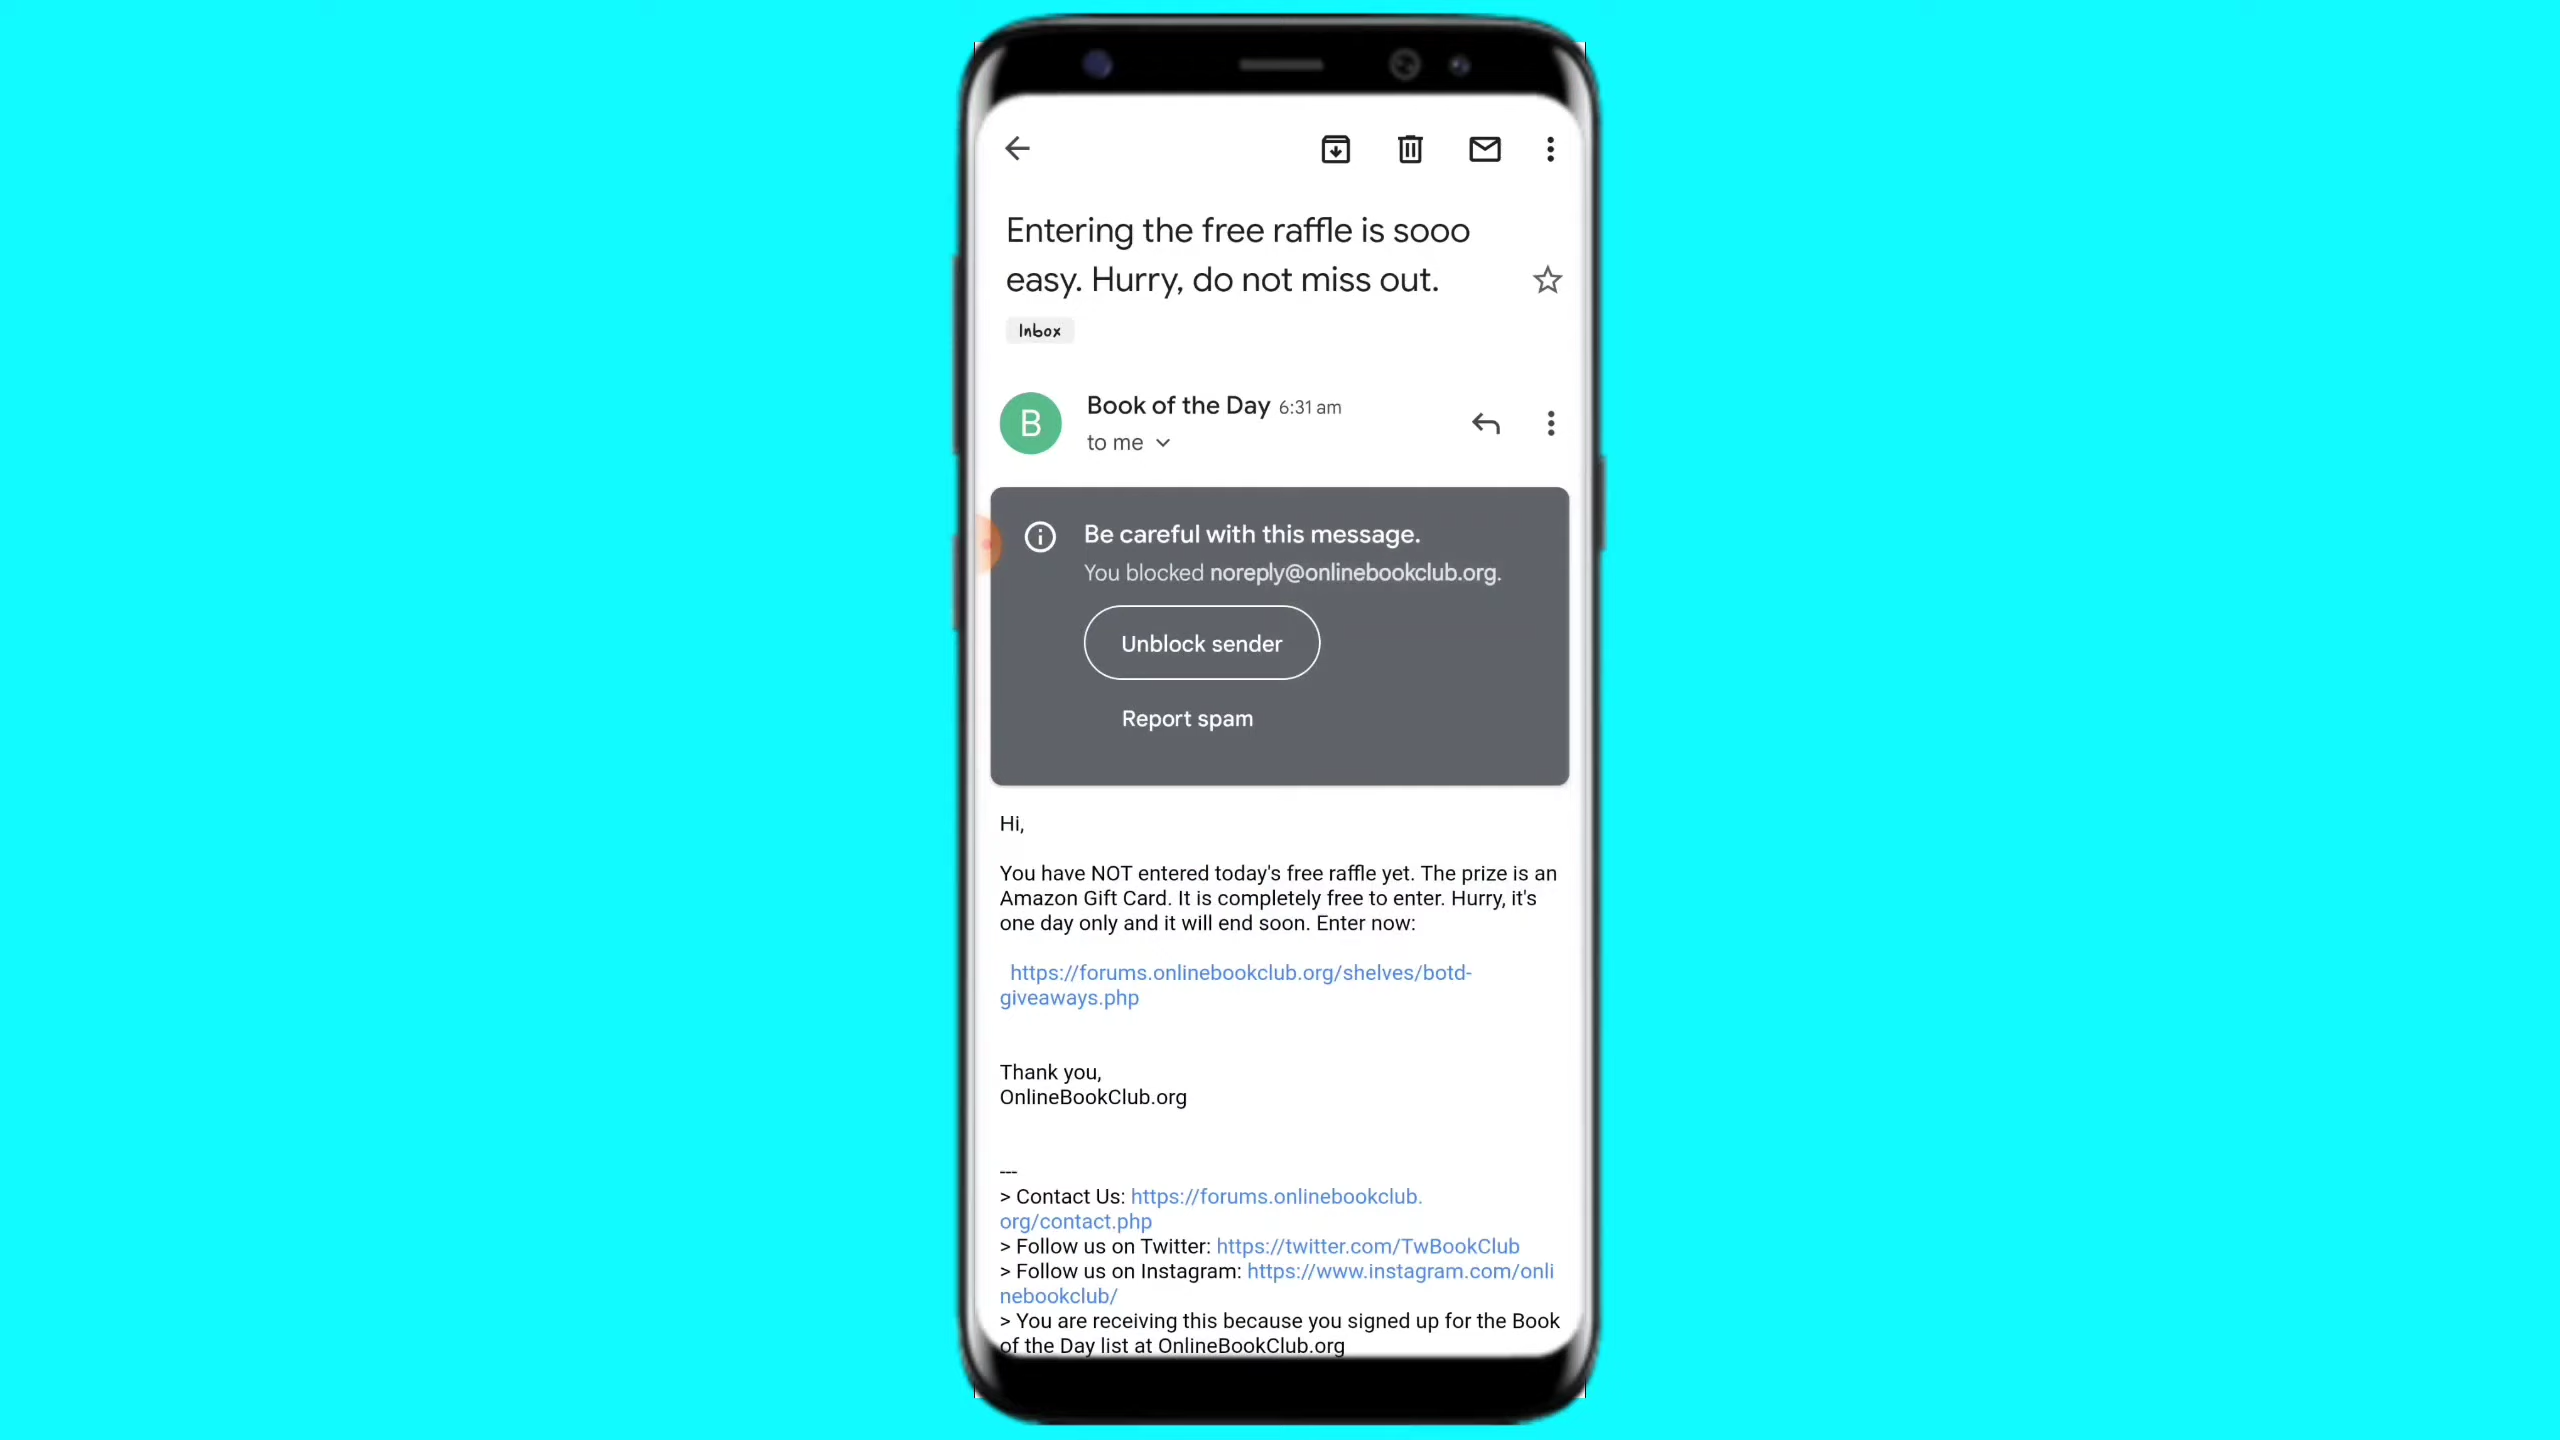 Entering the free raffle is sooo
easy. Hurry, do not miss out.
Inbox
B
Book of the Day 6:31 am
to me
Be careful with this message.
You blocked noreply@onlinebookclub.org.
Unblock sender
Report spam
Hi,
You have NOT entered today's free raffle yet. The prize is an
Amazon Gift Card. It is completely free to enter. Hurry, it's
one day only and it will end soon. Enter now:
https://forums.onlinebookclub.org/shelves/botd-
giveaways.php
Thank you,
OnlineBookClub.org
---
> Contact Us: https://forums.onlinebookclub.
org/contact.php
> Follow us on Twitter: https://twitter.com/TwBookClub
> Follow us on Instagram: https://www.instagram.com/onli
nebookclub/
> You are receiving this because you signed up for the Book
of the Day list at OnlineBookClub.org